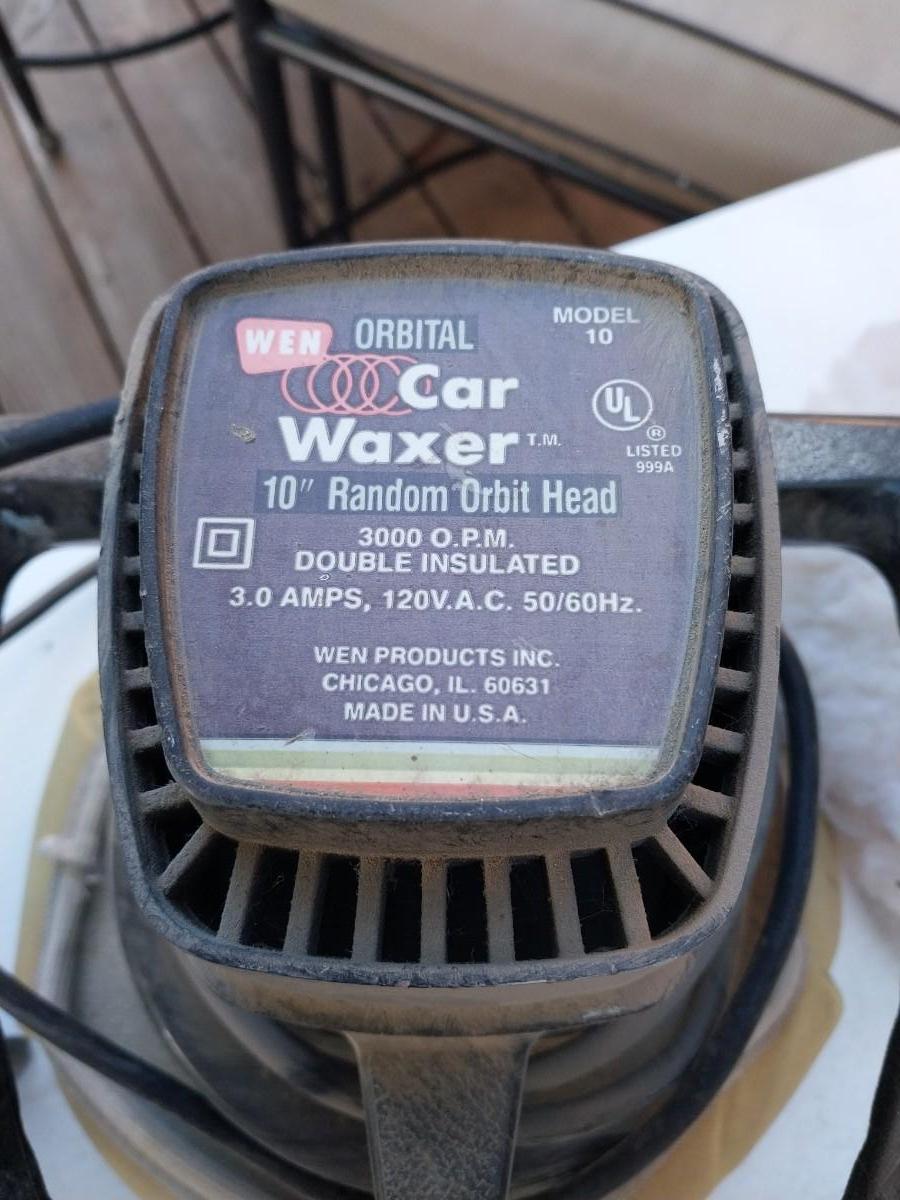 WEN ORBITAL
MODEL
10
Car
Waxer T.M.
UL
®
LISTED
999A
10" Random Orbit Head
3000 O.P.M.
DOUBLE INSULATED
3.0 AMPS, 120V.A.C. 50/60Hz.
WEN PRODUCTS INC.
CHICAGO, IL. 60631
MADE IN U.S.A.